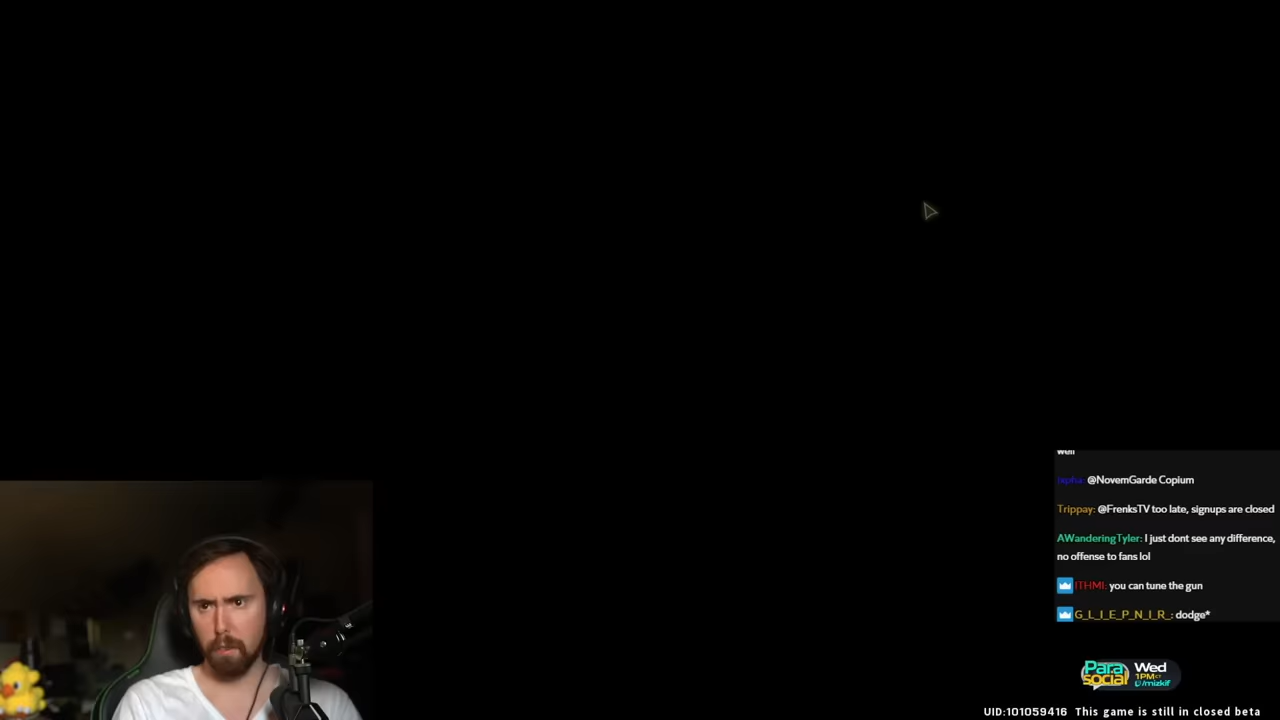 well
@NovemGarde Copium
Trippay: @FrenksTV too late, signups are closed
AWanderingTyler: I just dont see any difference,
no offense to fans lol
you can tune the gun
G_L_I_E_P_N_I_R_: dodge*
Para Wed
social 1PM
/mizkif
UID:101059416 This game is still in closed beta